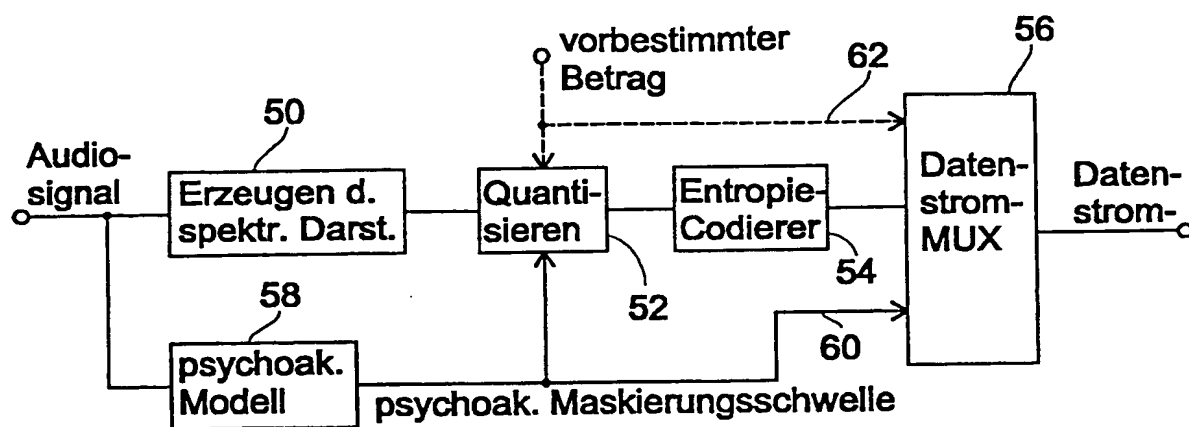 vorbestimmter
Betrag
62
56
50
Audio-
signal
Erzeugen d.
spektr. Darst.
Quanti-
sieren
Entropie-
Codierer
Daten-
strom-
MUX
Daten-
strom-
52
54
58
60
psychoak.
Modell
psychoak. Maskierungsschwelle